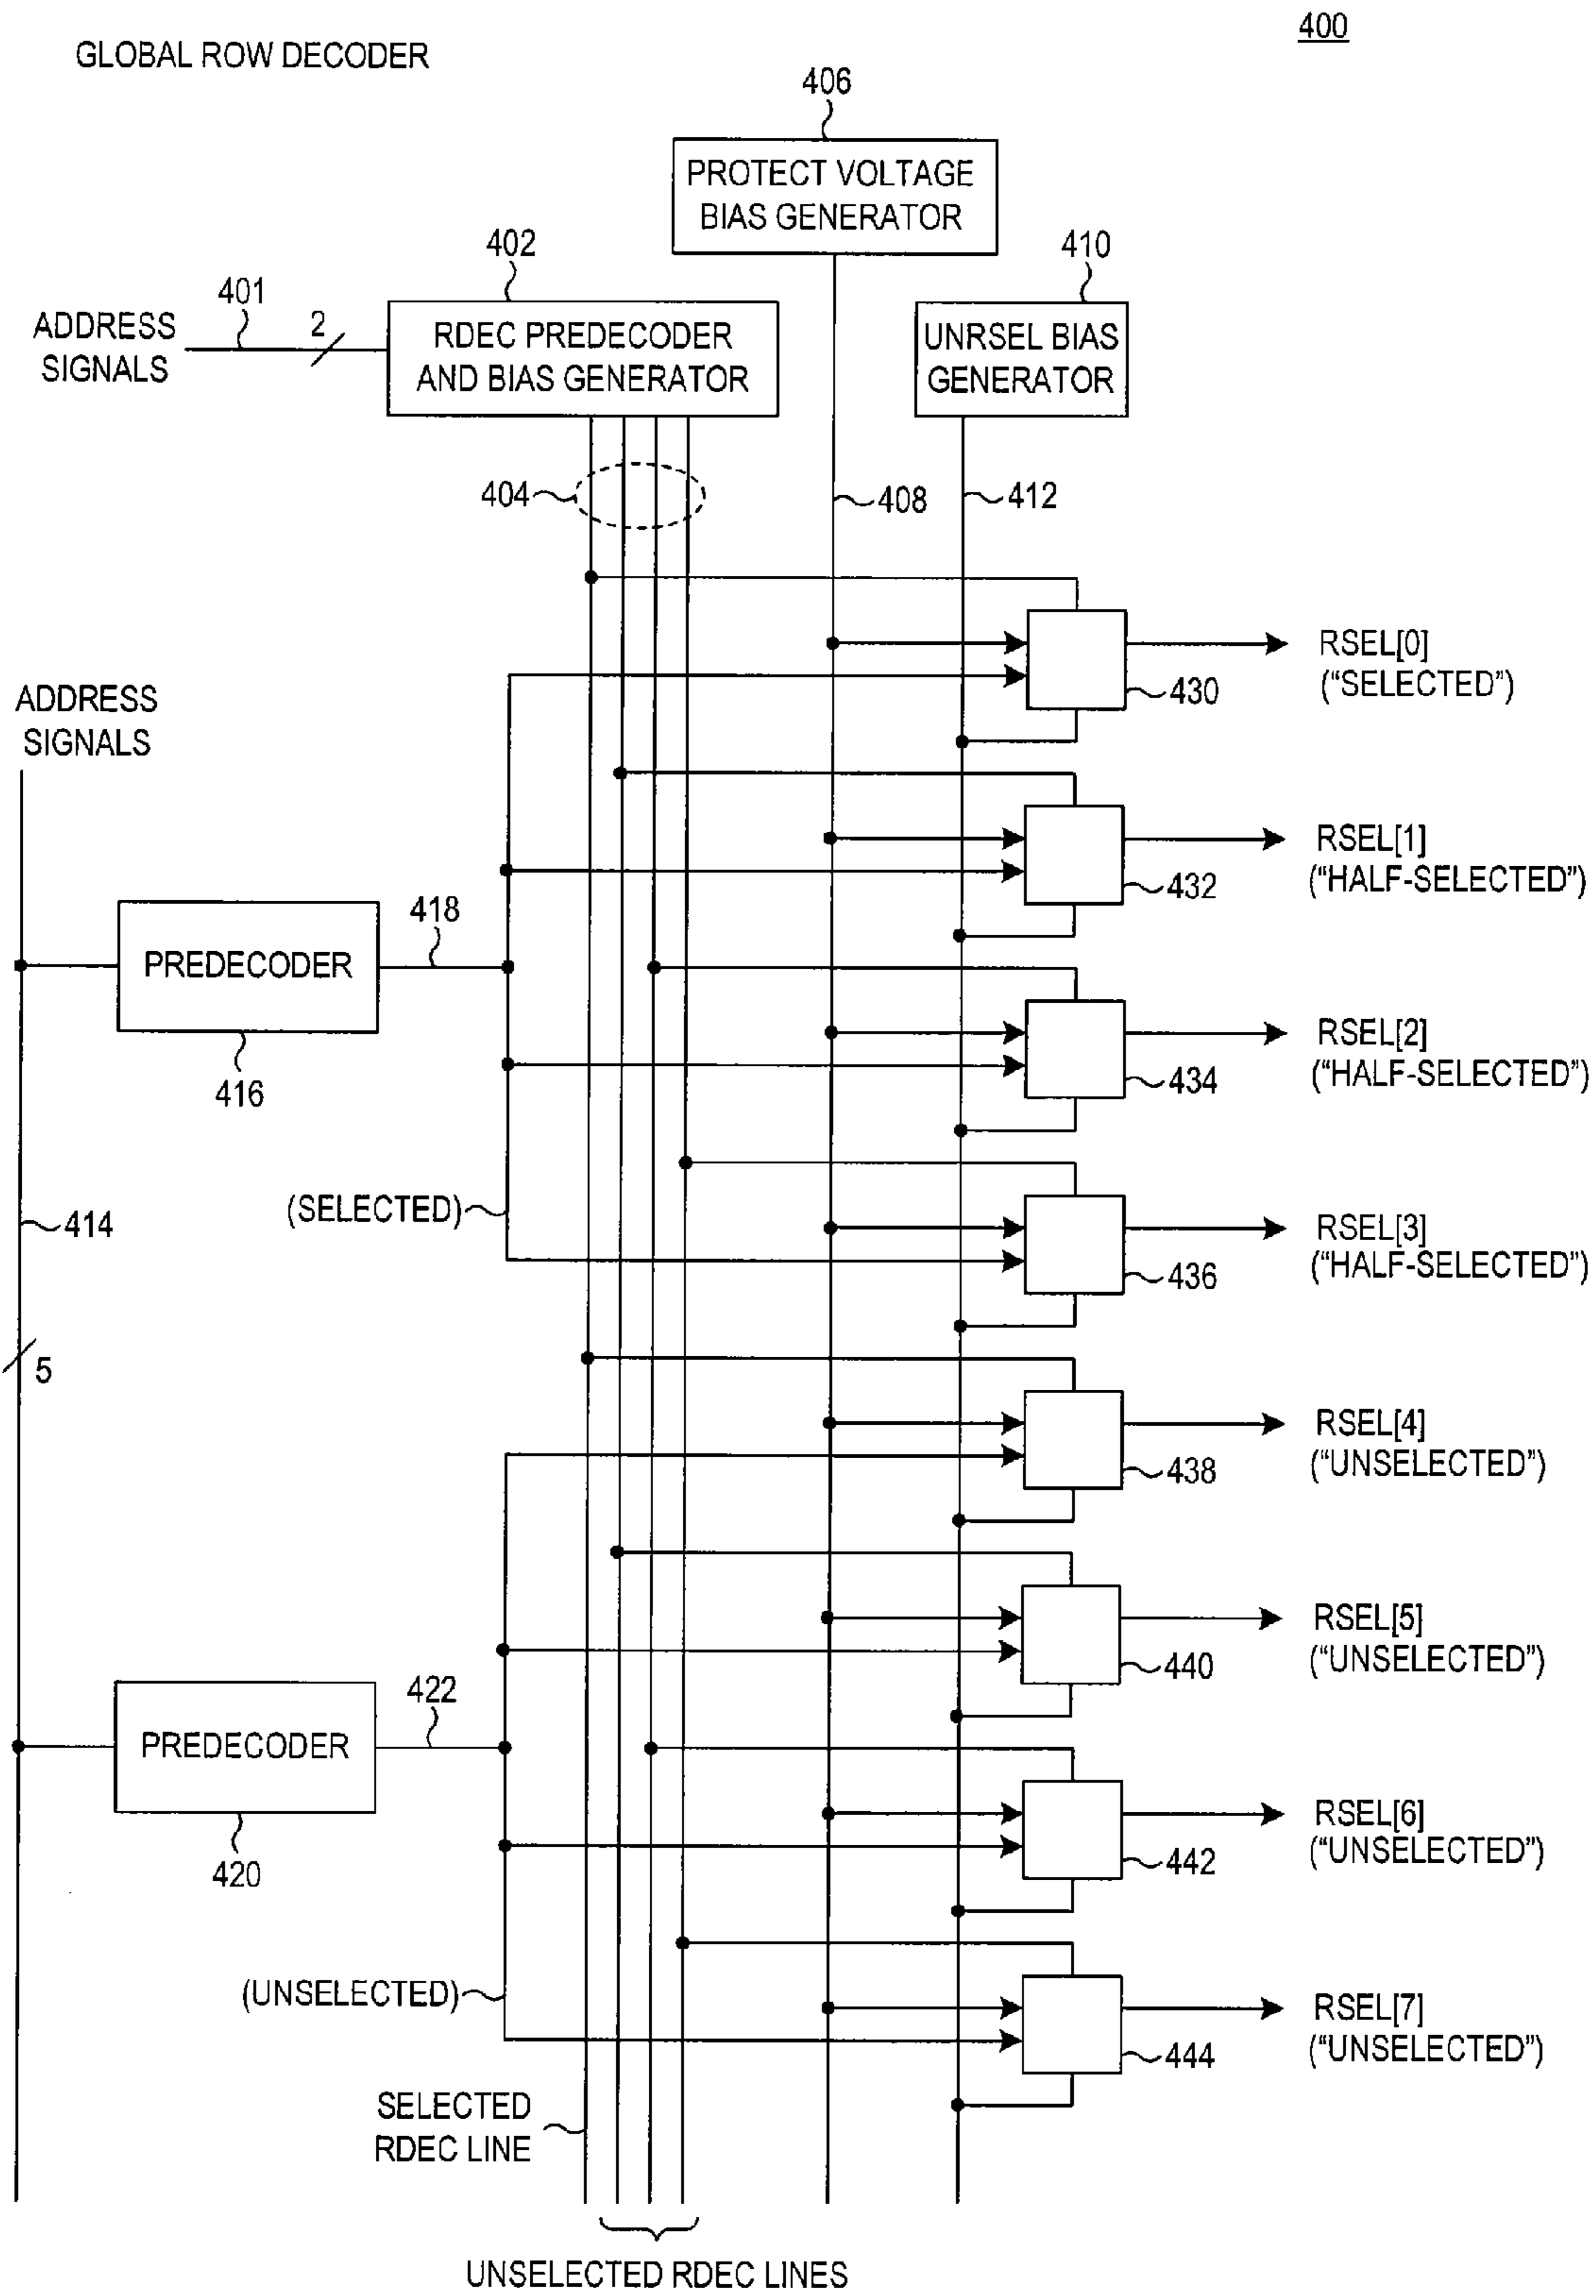 400
GLOBAL ROW DECODER
406
PROTECT VOLTAGE
BIAS GENERATOR
402
410
401
ADDRESS
SIGNALS
2
RDEC PREDECODER
AND BIAS GENERATOR
UNRSEL BIAS
GENERATOR
404
408
412
RSEL[0]
("SELECTED")
430
ADDRESS
SIGNALS
RSEL[1]
("HALF-SELECTED")
432
418
PREDECODER
416
RSEL[2]
("HALF-SELECTED")
434
(SELECTED)
414
RSEL[3]
("HALF-SELECTED")
436
5
RSEL[4]
("UNSELECTED")
438
RSEL[5]
("UNSELECTED")
440
422
PREDECODER
420
RSEL[6]
("UNSELECTED")
442
(UNSELECTED)
RSEL[7]
("UNSELECTED")
444
SELECTED
RDEC LINE
UNSELECTED RDEC LINES